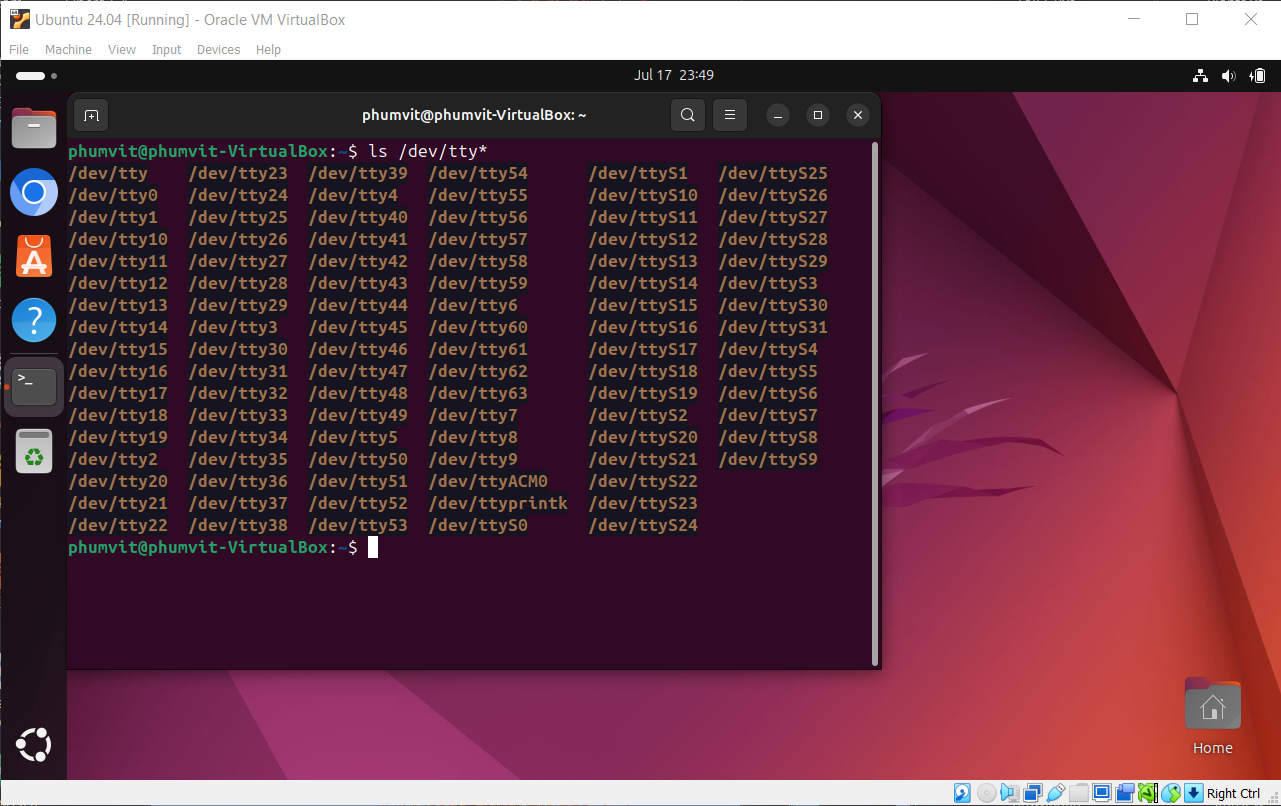 Ubuntu 24.04 [Running] - Oracle VM VirtualBox
File Machine View Input Devices Help
Jul 17 23:49
phumvit@phumvit-VirtualBox: ~
phumvit@phumvit-VirtualBox:~$ ls /dev/tty*
/dev/tty /dev/tty23 /dev/tty39 /dev/tty54 /dev/ttyS1 /dev/ttyS25
/dev/tty0 /dev/tty24 /dev/tty4 /dev/tty55 /dev/ttyS10 /dev/ttyS26
/dev/tty1 /dev/tty25 /dev/tty40 /dev/tty56 /dev/ttyS11 /dev/ttyS27
/dev/tty10 /dev/tty26 /dev/tty41 /dev/tty57 /dev/ttyS12 /dev/ttyS28
/dev/tty11 /dev/tty27 /dev/tty42 /dev/tty58 /dev/ttyS13 /dev/ttyS29
/dev/tty12 /dev/tty28 /dev/tty43 /dev/tty59 /dev/ttyS14 /dev/ttyS3
/dev/tty13 /dev/tty29 /dev/tty44 /dev/tty6 /dev/ttyS15 /dev/ttyS30
/dev/tty14 /dev/tty3 /dev/tty45 /dev/tty60 /dev/ttyS16 /dev/ttyS31
/dev/tty15 /dev/tty30 /dev/tty46 /dev/tty61 /dev/ttyS17 /dev/ttyS4
/dev/tty16 /dev/tty31 /dev/tty47 /dev/tty62 /dev/ttyS18 /dev/ttyS5
/dev/tty17 /dev/tty32 /dev/tty48 /dev/tty63 /dev/ttyS19 /dev/ttyS6
/dev/tty18 /dev/tty33 /dev/tty49 /dev/tty7 /dev/ttyS2 /dev/ttyS7
/dev/tty19 /dev/tty34 /dev/tty5 /dev/tty8 /dev/ttyS20 /dev/ttyS8
/dev/tty2 /dev/tty35 /dev/tty50 /dev/tty9 /dev/ttyS21 /dev/ttyS9
/dev/tty20 /dev/tty36 /dev/tty51 /dev/ttyACM0 /dev/ttyS22
/dev/tty21 /dev/tty37 /dev/tty52 /dev/ttyprintk /dev/ttyS23
/dev/tty22 /dev/tty38 /dev/tty53 /dev/ttyS0 /dev/ttyS24
phumvit@phumvit-VirtualBox:~$
Home
Right Ctrl